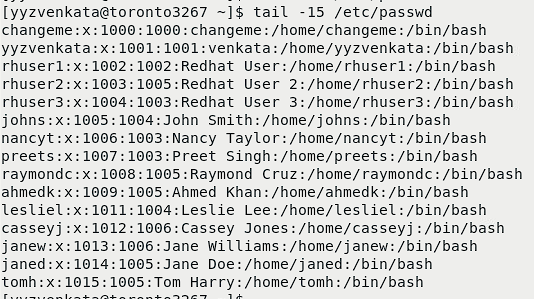 [yyzvenkata@toronto3267 ~]$ tail -15 /etc/passwd
changeme:x:1000:1000:changeme:/home/changeme:/bin/bash
yyzvenkata:x:1001:1001:venkata:/home/yyzvenkata:/bin/bash
rhuser1:x:1002:1002:Redhat User:/home/rhuser1:/bin/bash
rhuser2:x:1003:1005:Redhat User 2:/home/rhuser2:/bin/bash
rhuser3:x:1004:1003:Redhat User 3:/home/rhuser3:/bin/bash
johns:x:1005:1004:John Smith:/home/johns:/bin/bash
nancyt:x:1006:1003:Nancy Taylor:/home/nancyt:/bin/bash
preets:x:1007:1003:Preet Singh:/home/preets:/bin/bash
raymondc:x:1008:1005:Raymond Cruz:/home/raymondc:/bin/bash
ahmedk:x:1009:1005:Ahmed Khan:/home/ahmedk:/bin/bash
lesliel:x:1011:1004:Leslie Lee:/home/lesliel:/bin/bash
casseyj:x:1012:1006:Cassey Jones:/home/casseyj:/bin/bash
janew:x:1013:1006:Jane Williams:/home/janew:/bin/bash
janed:x:1014:1005:Jane Doe:/home/janed:/bin/bash
tomh:x:1015:1005:Tom Harry:/home/tomh:/bin/bash
[yyzvenkata@toronto3267 ~]$